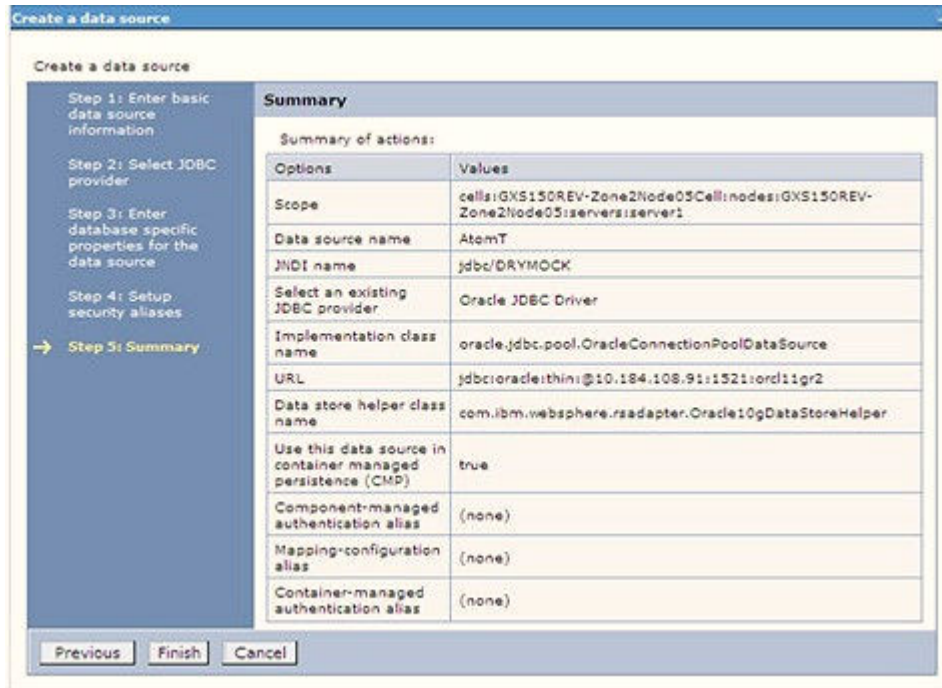 Create a data source
Create a data source
Step 1: Enter basic
data source
information
Step 2: Select JDBC
provider
Step 3: Enter
database specific
properties for the
data source
Step 4: Setup
security aliases
Step 5: Summary
Summary
Summary of actions:
Options Values
Scope cells:GXS150REV-Zone2Node05Cell:nodes:GXS150REV-
Zone2Node05:servers:server1
Data source name AtomT
JNDI name jdbc/DRYMOCK
Select an existing
JDBC provider Oracle JDBC Driver
Implementation class
name oracle.jdbc.pool.OracleConnectionPoolDataSource
URL jdbc:oracle:thin:@10.184.108.91:1521:orcl11gr2
Data store helper class
name com.ibm.websphere.rsadapter.Oracle10gDataStoreHelper
Use this data source in
container managed
persistence (CMP) true
Component-managed
authentication alias (none)
Mapping-configuration
alias (none)
Container-managed
authentication alias (none)
Previous Finish Cancel